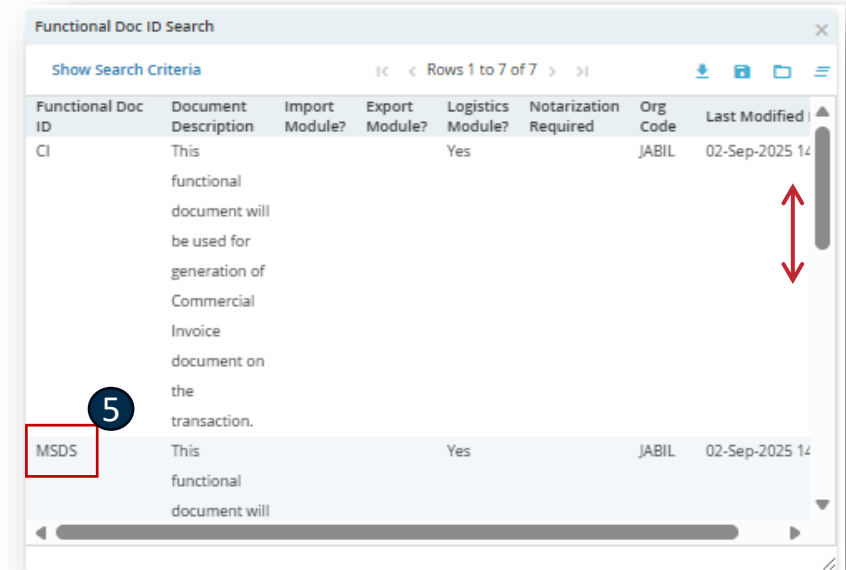 Functional Doc ID Search
Show Search Criteria
Rows 1 to 7 of 7
Functional Doc ID
Document Description
Import Module?
Export Module?
Logistics Module?
Notarization Required
Org Code
Last Modified
CI
This
functional
document will
be used for
generation of
Commercial
Invoice
document on
the
transaction.
Yes
JABIL
02-Sep-2025 14
5
MSDS
This
functional
document will
Yes
JABIL
02-Sep-2025 14